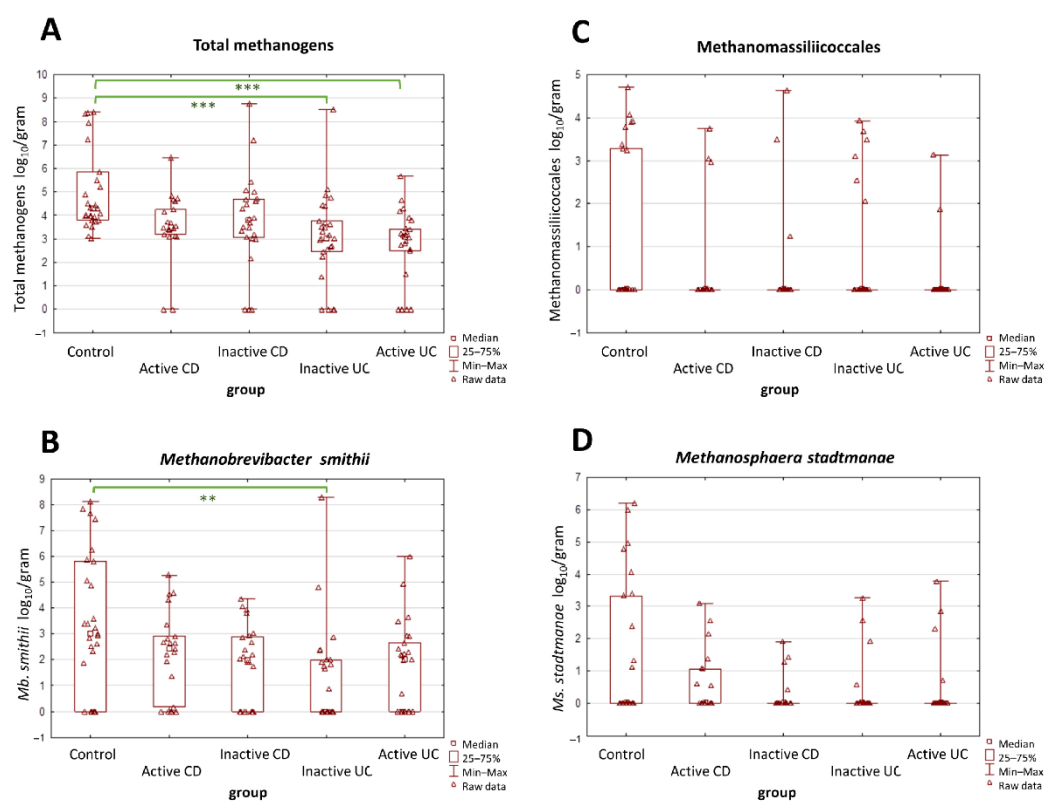 A
Total methanogens
***
***
Total methanogens log10/gram
10
9
8
7
6
5
4
3
2
1
0
−1
Control
Active CD
Inactive CD
Inactive UC
Active UC
group
Median
25–75%
Min–Max
Raw data
C
Methanomassiliicoccales
Methanomassiliicoccales log10/gram
5
4
3
2
1
0
−1
Control
Active CD
Inactive CD
Inactive UC
Active UC
group
Median
25–75%
Min–Max
Raw data
B
Methanobrevibacter smithii
**
Mb. smithii log10/gram
9
8
7
6
5
4
3
2
1
0
−1
Control
Active CD
Inactive CD
Inactive UC
Active UC
group
Median
25–75%
Min–Max
Raw data
D
Methanosphaera stadtmanae
Ms. stadtmanae log10/gram
7
6
5
4
3
2
1
0
−1
Control
Active CD
Inactive CD
Inactive UC
Active UC
group
Median
25–75%
Min–Max
Raw data